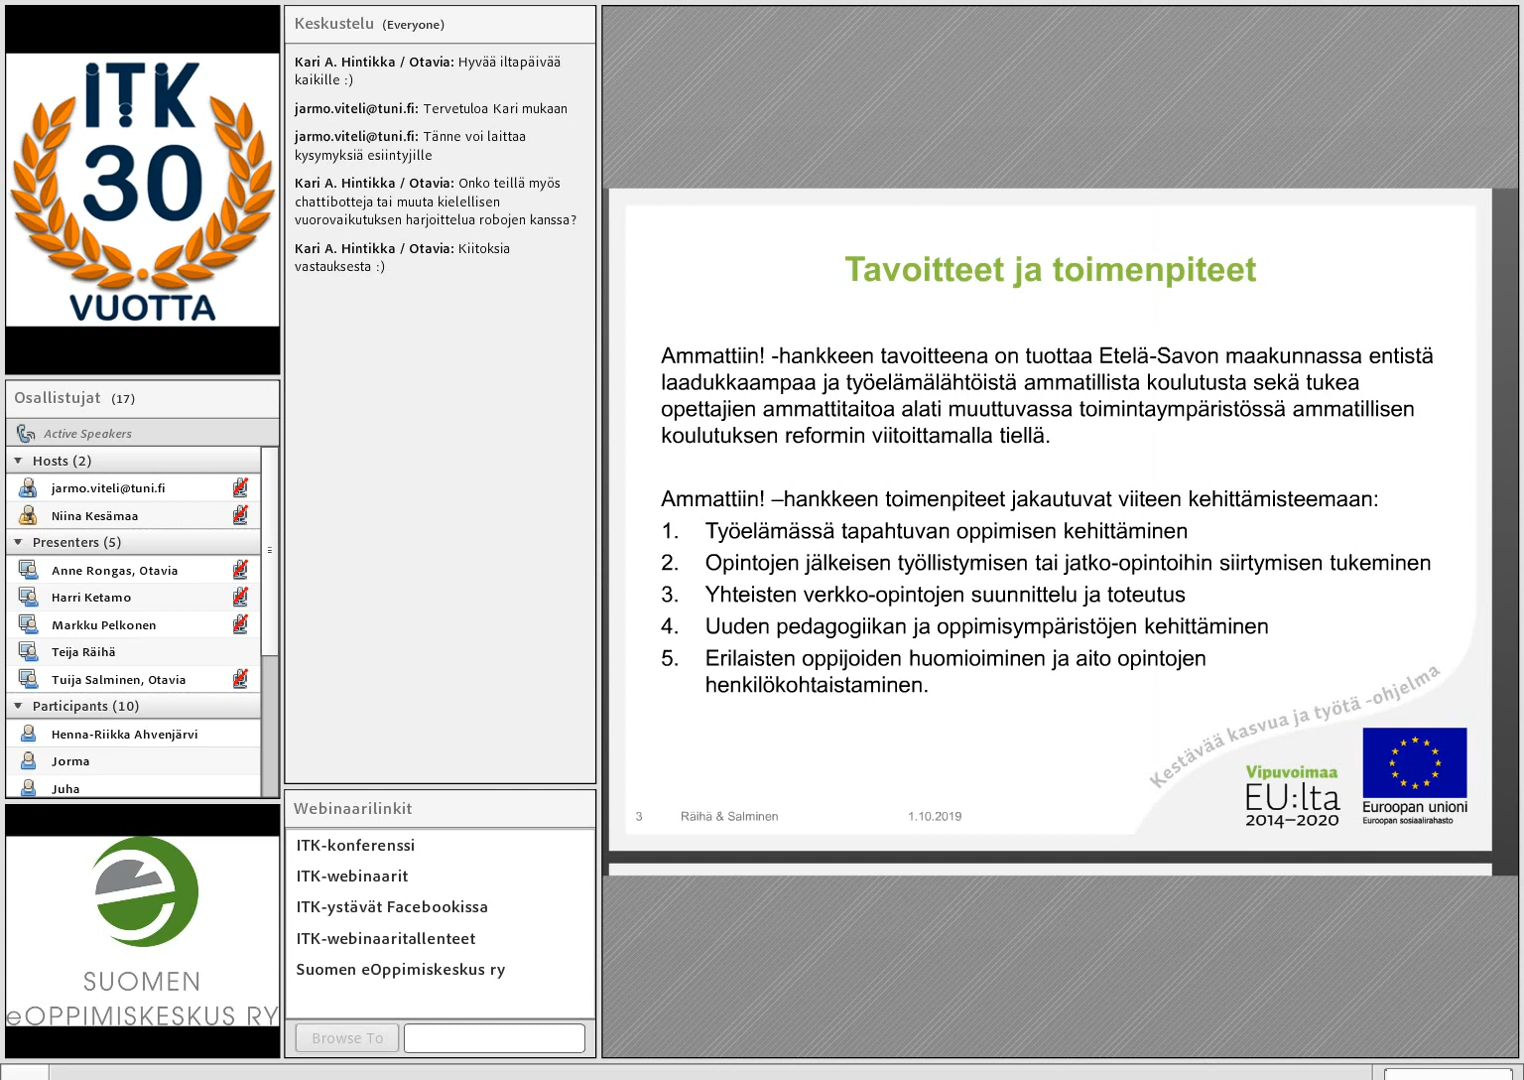 ITK
30
VUOTTA
Osallistujat (17)
Active Speakers
Hosts (2)
jarmo.viteli@tuni.fi
Niina Kesämaa
Presenters (5)
Anne Rongas, Otavia
Harri Ketamo
Markku Pelkonen
Teija Räihä
Tuija Salminen, Otavia
Participants (10)
Henna-Riikka Ahvenjärvi
Jorma
Juha
SUOMEN
eOPPIMISKESKUS RY
Keskustelu (Everyone)
Kari A. Hintikka / Otavia: Hyvää iltapäivää
kaikille :)
jarmo.viteli@tuni.fi: Tervetuloa Kari mukaan
jarmo.viteli@tuni.fi: Tänne voi laittaa
kysymyksiä esiintyjille
Kari A. Hintikka / Otavia: Onko teillä myös
chattibotteja tai muuta kielellisen
vuorovaikutuksen harjoittelua robojen kanssa?
Kari A. Hintikka / Otavia: Kiitoksia
vastauksesta :)
Webinaarilinkit
ITK-konferenssi
ITK-webinaarit
ITK-ystävät Facebookissa
ITK-webinaaritallenteet
Suomen eOppimiskeskus ry
Browse To
Tavoitteet ja toimenpiteet
Ammattiin! -hankkeen tavoitteena on tuottaa Etelä-Savon maakunnassa entistä
laadukkaampaa ja työelämälähtöistä ammatillista koulutusta sekä tukea
opettajien ammattitaitoa alati muuttuvassa toimintaympäristössä ammatillisen
koulutuksen reformin viitoittamalla tiellä.
Ammattiin! –hankkeen toimenpiteet jakautuvat viiteen kehittämisteemaan:
1. Työelämässä tapahtuvan oppimisen kehittäminen
2. Opintojen jälkeisen työllistymisen tai jatko-opintoihin siirtymisen tukeminen
3. Yhteisten verkko-opintojen suunnittelu ja toteutus
4. Uuden pedagogiikan ja oppimisympäristöjen kehittäminen
5. Erilaisten oppijoiden huomioiminen ja aito opintojen
henkilökohtaistaminen.
Kestävää kasvua ja työtä -ohjelma
Vipuvoimaa
EU:lta
2014–2020
Euroopan unioni
Euroopan sosiaalirahasto
3 Räihä & Salminen 1.10.2019